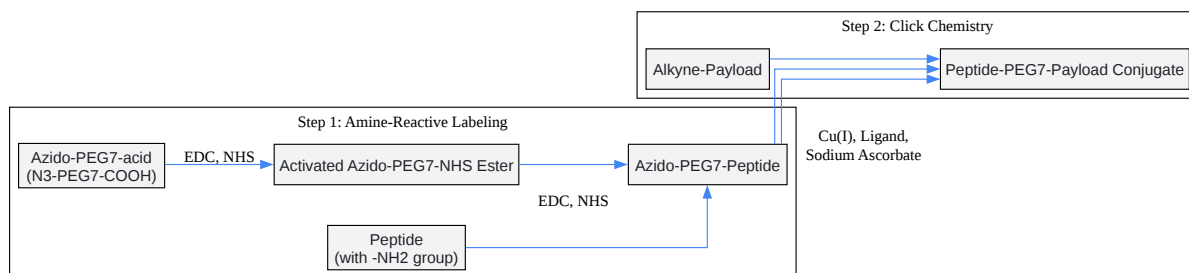 Step 2: Click Chemistry
Alkyne-Payload
Peptide-PEG7-Payload Conjugate
Step 1: Amine-Reactive Labeling
Cu(I), Ligand,
Sodium Ascorbate
Azido-PEG7-acid
(N3-PEG7-COOH)
EDC, NHS
Activated Azido-PEG7-NHS Ester
Azido-PEG7-Peptide
EDC, NHS
Peptide
(with -NH2 group)